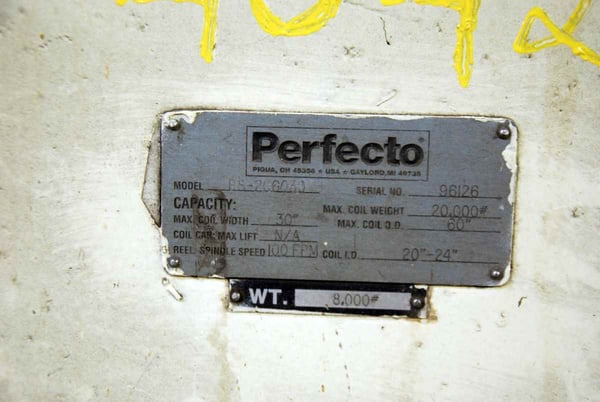 Perfecto
PIQUA, OH 45356 ★ USA ★ GAYLORD, MI 49735
MODEL SERIAL NO. 96126
CAPACITY:
MAX. COIL WEIGHT 20,000#
MAX. COIL WIDTH 30" MAX. COIL O.D. 60"
COIL CAR: MAX LIFT N/A
REEL SPINDLE SPEED 100 FPM COIL I.D. 20"-24"
WT. 8,000#